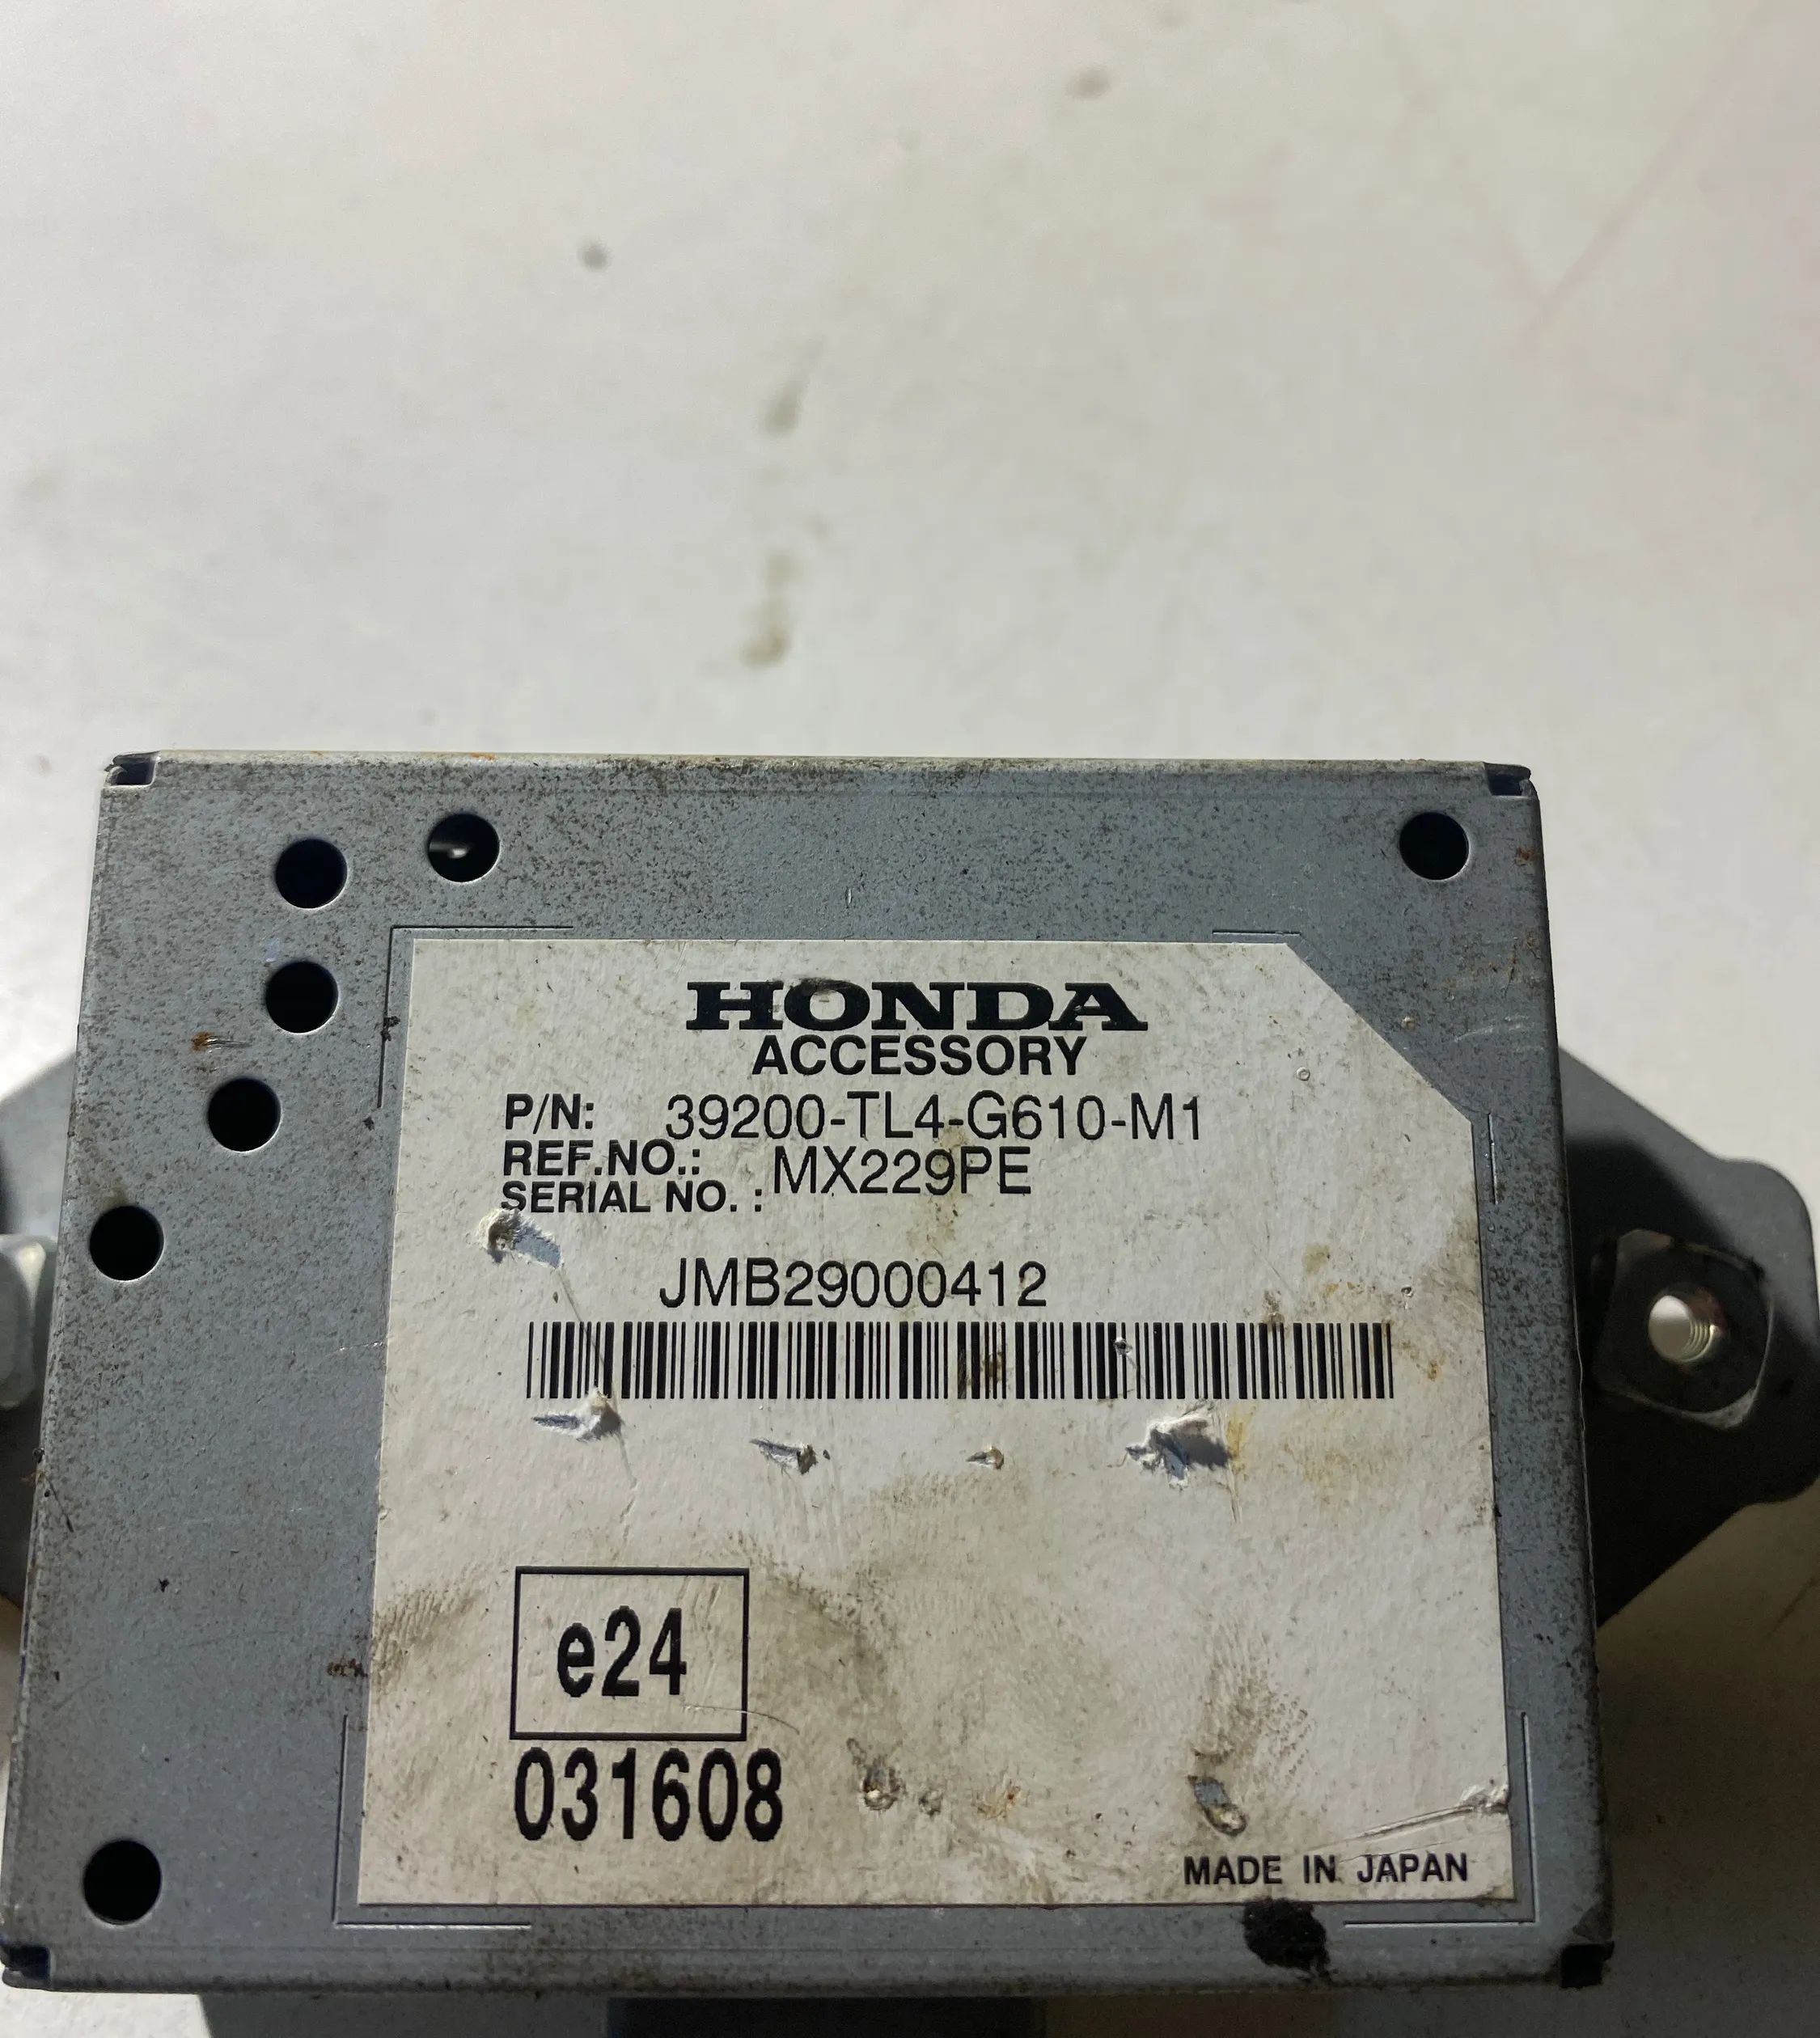 HONDA
ACCESSORY
P/N: 39200-TL4-G610-M1
REF.NO.: MX229PE
SERIAL NO. :
JMB29000412
e24
031608
MADE IN JAPAN